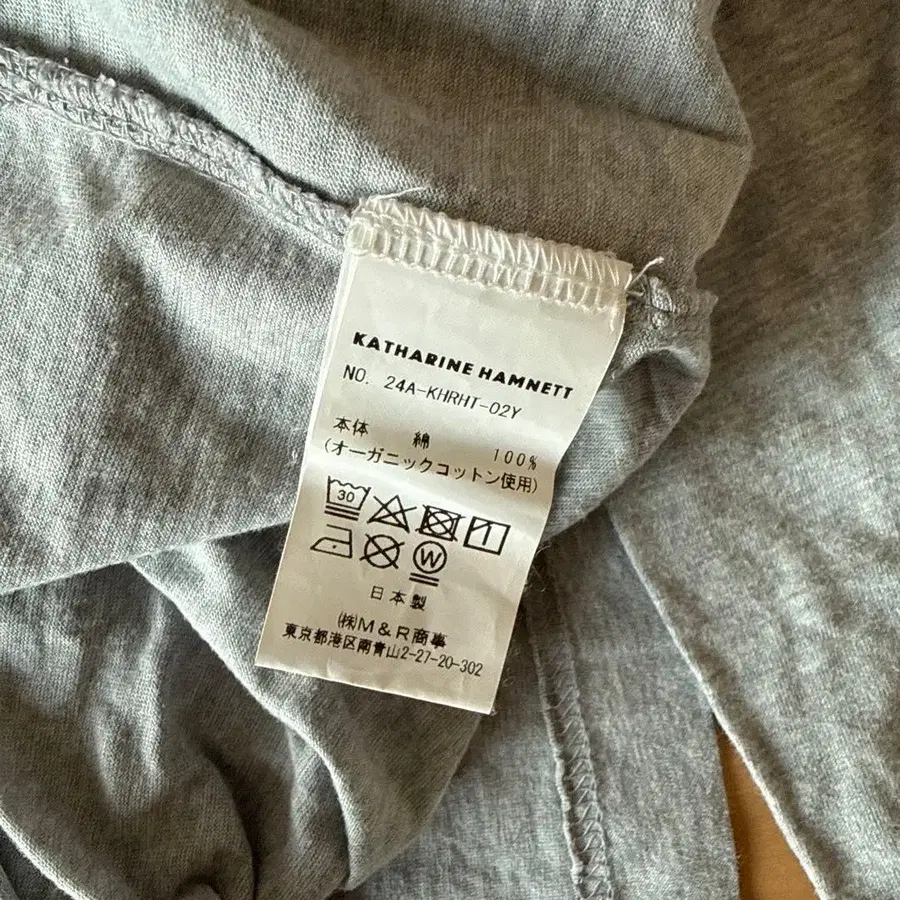 KATHARINE HAMNETT
NO. 24A-KHRHT-02Y
本体 綿 100%
(オーガニックコットン使用)
30
W
日本製
㈱M&R商事
東京都港区南青山2-27-20-302